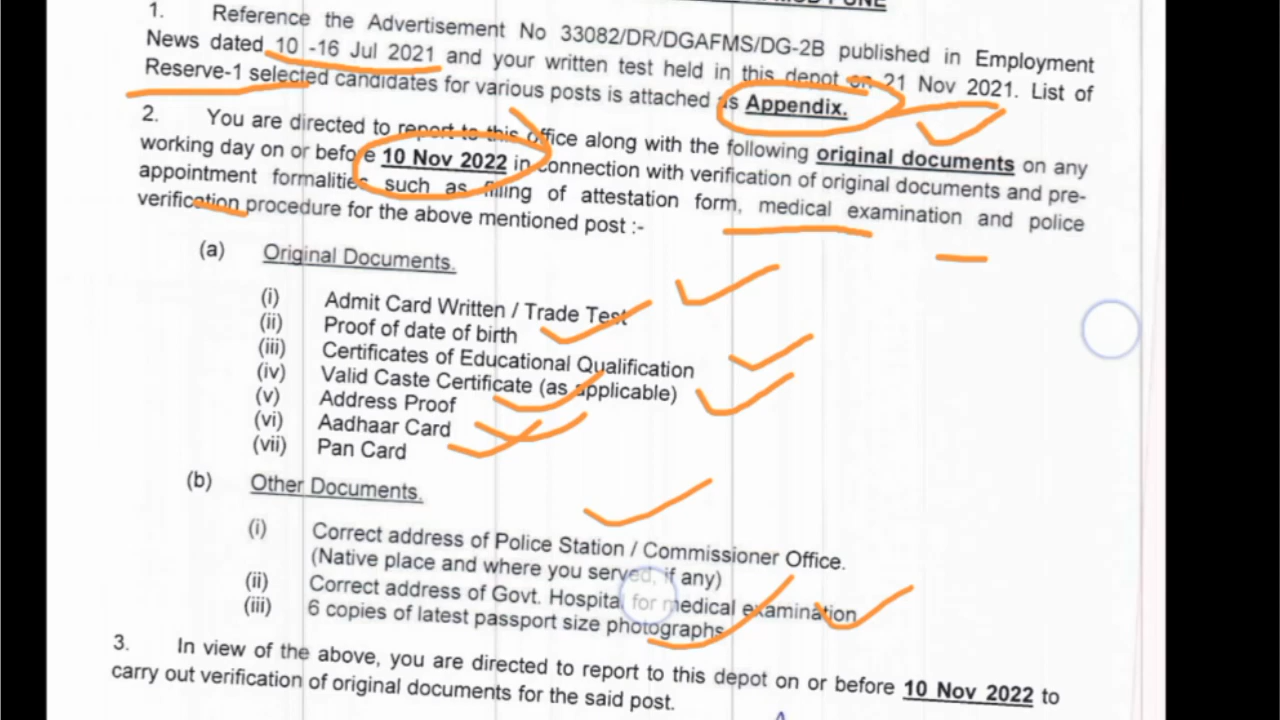 1. Reference the Advertisement No 33082/DR/DGAFMS/DG-2B published in Employment
News dated 10 -16 Jul 2021 and your written test held in this depot on 21 Nov 2021. List of
Reserve-1 selected candidates for various posts is attached as Appendix.
2. You are directed to report to this office along with the following original documents on any
working day on or before 10 Nov 2022 in connection with verification of original documents and pre-
appointment formalities such as filling of attestation form, medical examination and police
verification procedure for the above mentioned post :-
(a) Original Documents.
(i) Admit Card Written / Trade Test
(ii) Proof of date of birth
(iii) Certificates of Educational Qualification
(iv) Valid Caste Certificate (as applicable)
(v) Address Proof
(vi) Aadhaar Card
(vii) Pan Card
(b) Other Documents.
(i) Correct address of Police Station / Commissioner Office.
(Native place and where you served, if any)
(ii) Correct address of Govt. Hospital for medical examination
(iii) 6 copies of latest passport size photographs
3. In view of the above, you are directed to report to this depot on or before 10 Nov 2022 to
carry out verification of original documents for the said post.